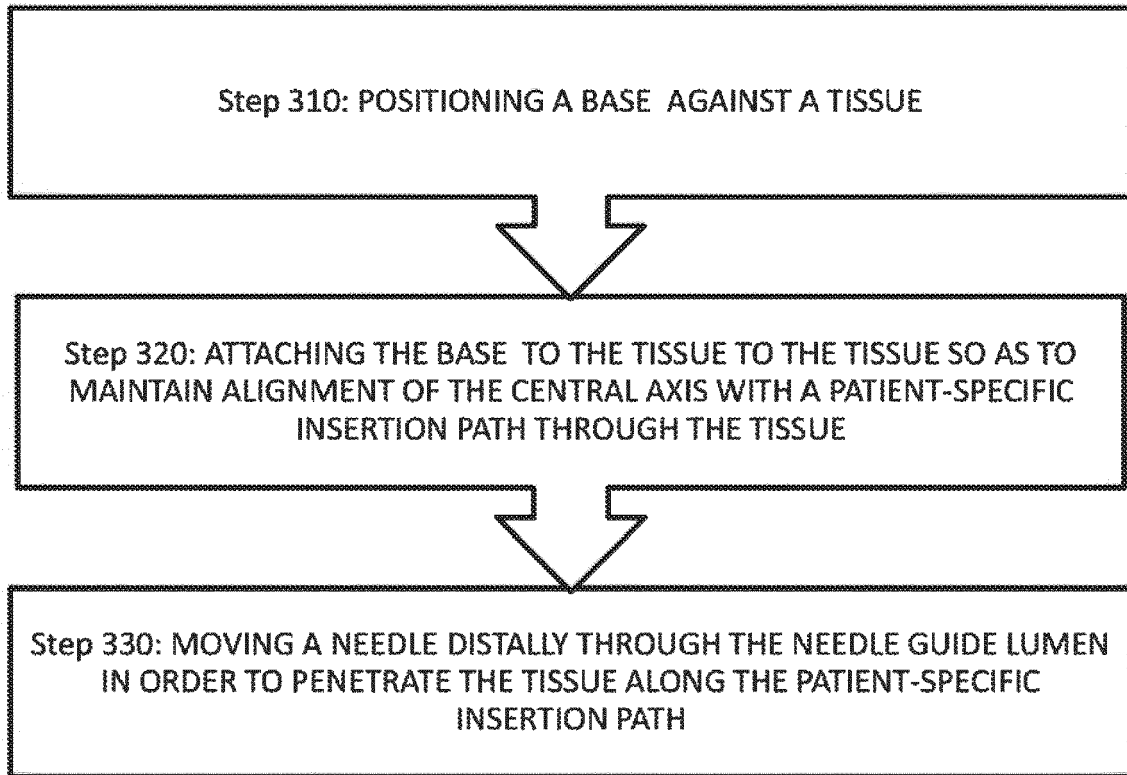 Step 310: POSITIONING A BASE AGAINST A TISSUE
Step 320: ATTACHING THE BASE TO THE TISSUE TO THE TISSUE SO AS TO
MAINTAIN ALIGNMENT OF THE CENTRAL AXIS WITH A PATIENT-SPECIFIC
INSERTION PATH THROUGH THE TISSUE
Step 330: MOVING A NEEDLE DISTALLY THROUGH THE NEEDLE GUIDE LUMEN
IN ORDER TO PENETRATE THE TISSUE ALONG THE PATIENT-SPECIFIC
INSERTION PATH